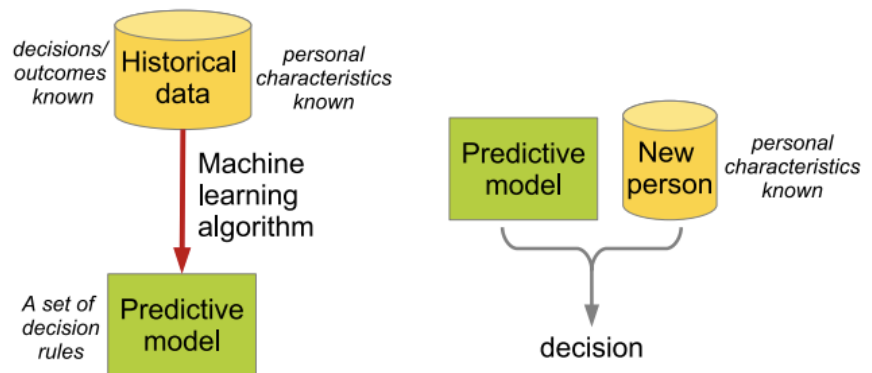 decisions/
outcomes
known
Historical
data
personal
characteristics
known
Machine
learning
algorithm
A set of
decision
rules
Predictive
model
Predictive
model
New
person
personal
characteristics
known
decision